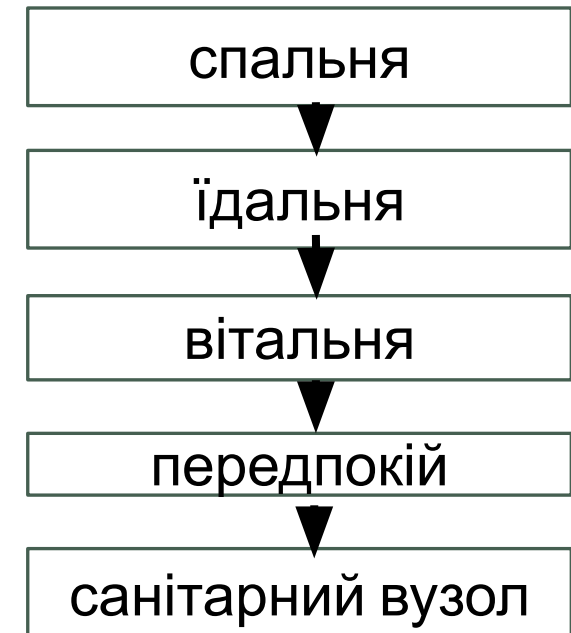 спальня
їдальня
вітальня
передпокій
санітарний вузол